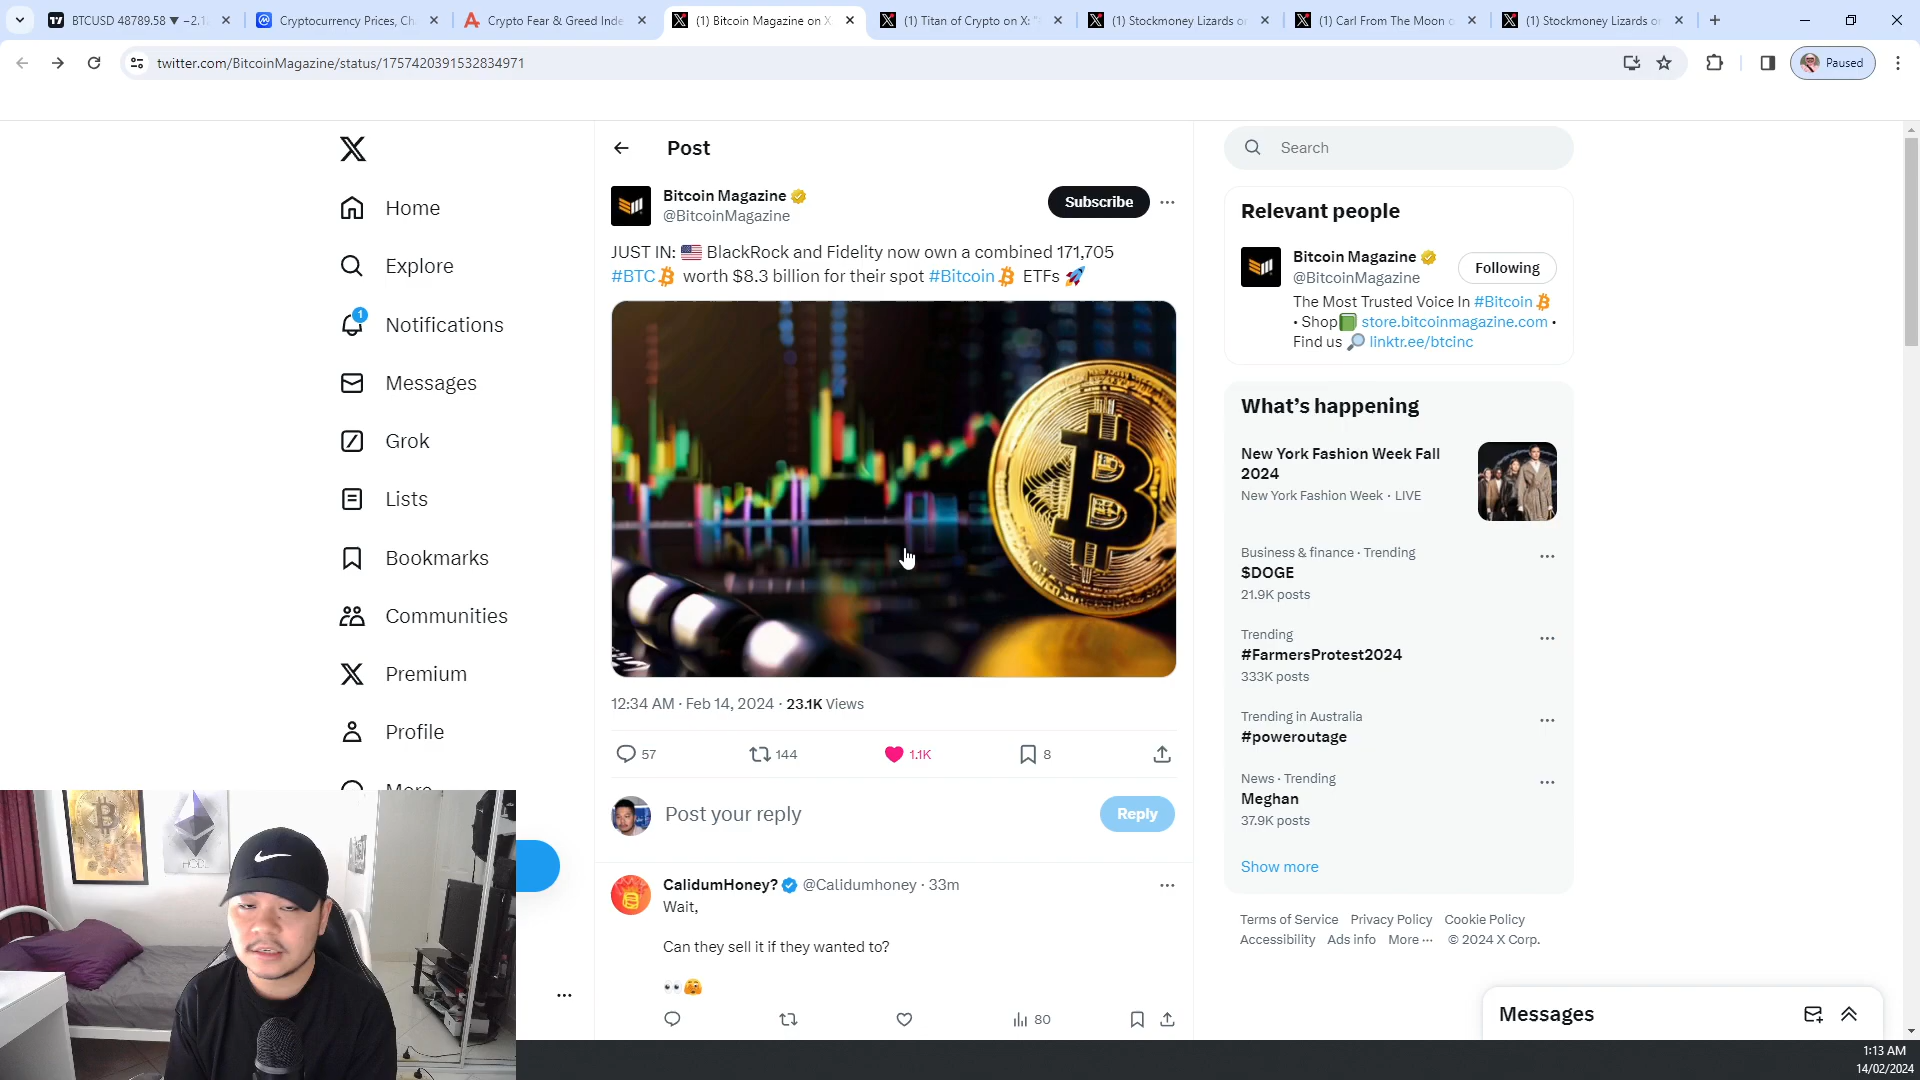 BTCUSD 48789.58 ▼ −2.1
Cryptocurrency Prices, Ch
Crypto Fear & Greed Inde
(1) Bitcoin Magazine on X
(1) Titan of Crypto on X: "
(1) Stockmoney Lizards o
(1) Carl From The Moon o
(1) Stockmoney Lizards o
twitter.com/BitcoinMagazine/status/1757420391532834971
Paused
Home
Explore
1
Notifications
Messages
Grok
Lists
Bookmarks
Communities
Premium
Profile
More
Post
Bitcoin Magazine
@BitcoinMagazine
Subscribe
JUST IN: 🇺🇸 BlackRock and Fidelity now own a combined 171,705
#BTC worth $8.3 billion for their spot #Bitcoin ETFs 🚀
12:34 AM · Feb 14, 2024 · 23.1K Views
57
144
1.1K
8
Post your reply
Reply
CalidumHoney? @Calidumhoney · 33m
Wait,
Can they sell it if they wanted to?
👀🫣
80
Search
Relevant people
Bitcoin Magazine
@BitcoinMagazine
Following
The Most Trusted Voice In #Bitcoin
• Shop📗 store.bitcoinmagazine.com •
Find us 🔎 linktr.ee/btcinc
What's happening
New York Fashion Week Fall
2024
New York Fashion Week · LIVE
Business & finance · Trending
$DOGE
21.9K posts
Trending
#FarmersProtest2024
333K posts
Trending in Australia
#poweroutage
News · Trending
Meghan
37.9K posts
Show more
Terms of Service Privacy Policy Cookie Policy
Accessibility Ads info More ··· © 2024 X Corp.
Messages
1:13 AM
14/02/2024